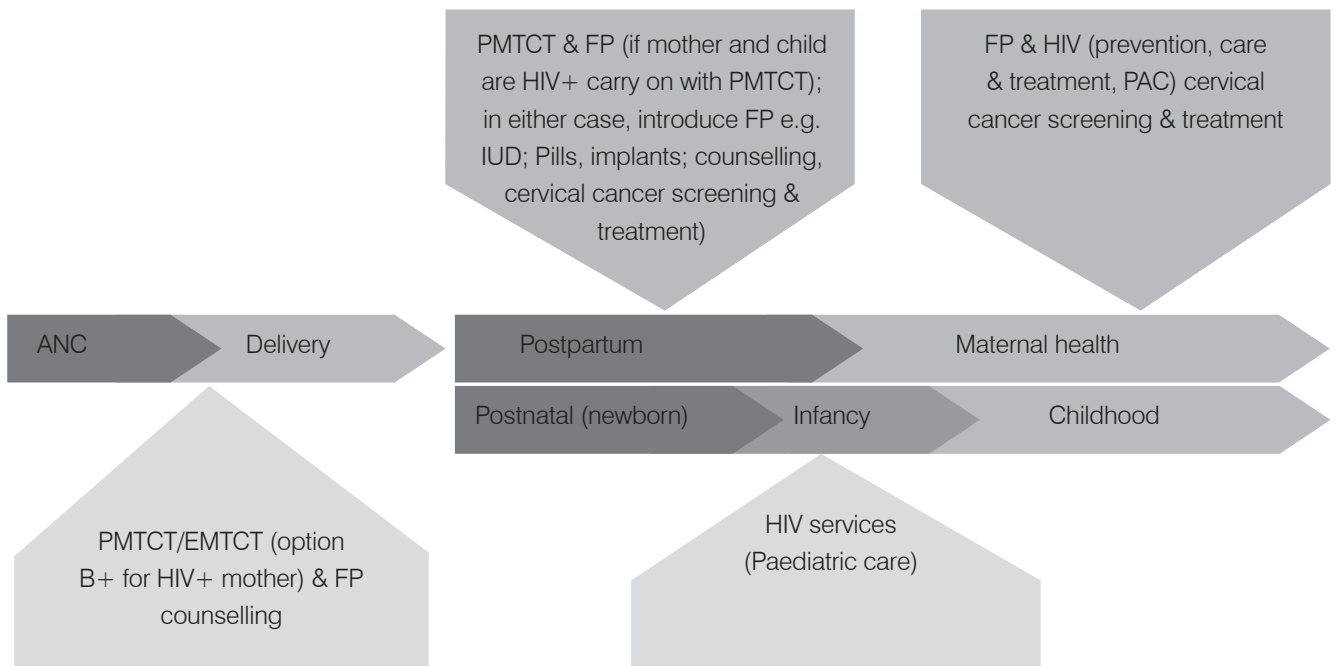 PMTCT & FP (if mother and child
are HIV+ carry on with PMTCT);
in either case, introduce FP e.g.
IUD; Pills, implants; counselling,
cervical cancer screening &
treatment)
FP & HIV (prevention, care
& treatment, PAC) cervical
cancer screening & treatment
ANC
Delivery
Postpartum
Maternal health
Postnatal (newborn)
Infancy
Childhood
PMTCT/EMTCT (option
B+ for HIV+ mother) & FP
counselling
HIV services
(Paediatric care)